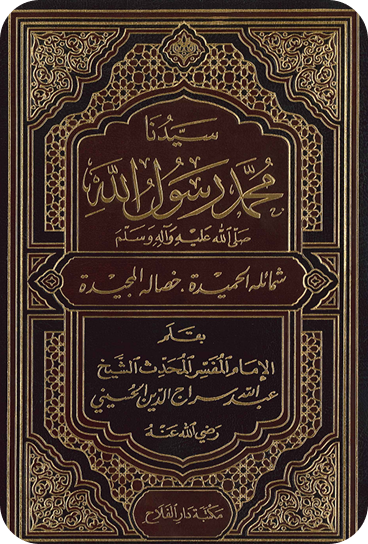 سيدنا
محمد رسول الله
صلى الله عليه وآله وسلم
شمائله الحميدة . خصاله المجيدة
بقلم
الإمام المفسر المحدث الشيخ
عبد الله سراج الدين الحسيني
رضي الله عنه
مكتبة دار الفلاح